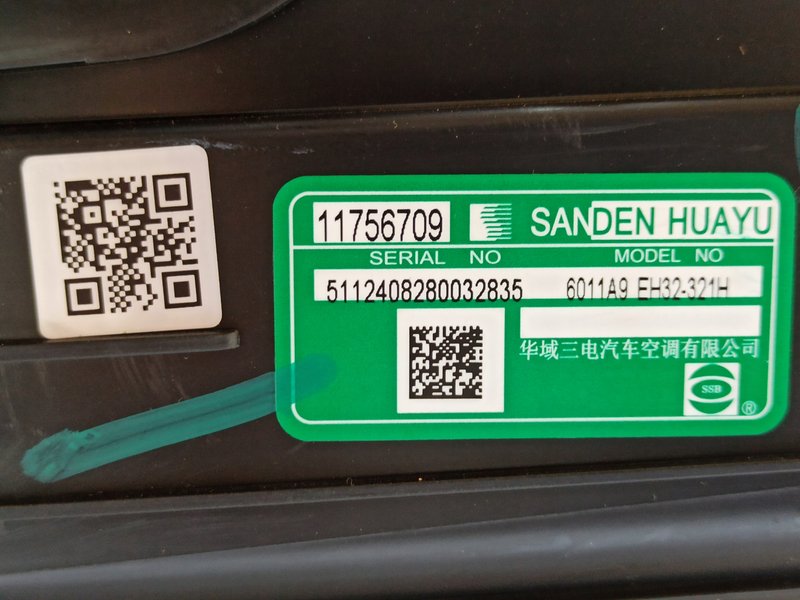 11756709 SANDEN HUAYU
SERIAL NO MODEL NO
5112408280032835 6011A9 EH32-321H
华域三电汽车空调有限公司
SSB
®